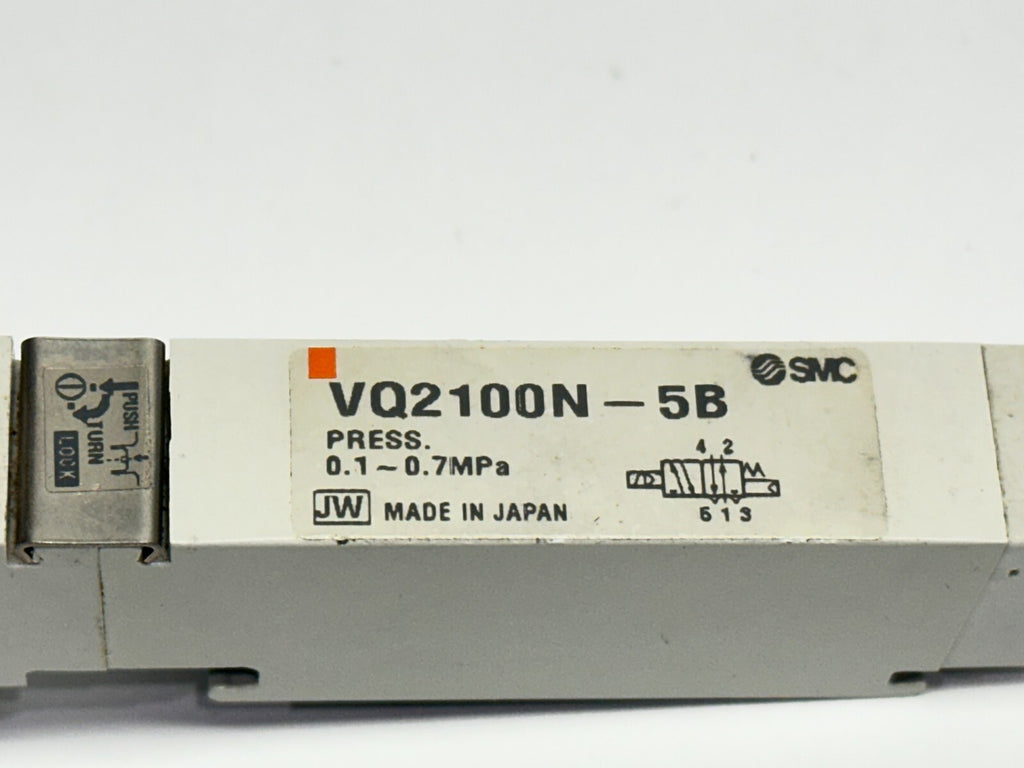 SMC
VQ2100N-5B
PRESS.
0.1~0.7MPa
JW MADE IN JAPAN
4 2
5 1 3
PUSH
TURN
LOCK